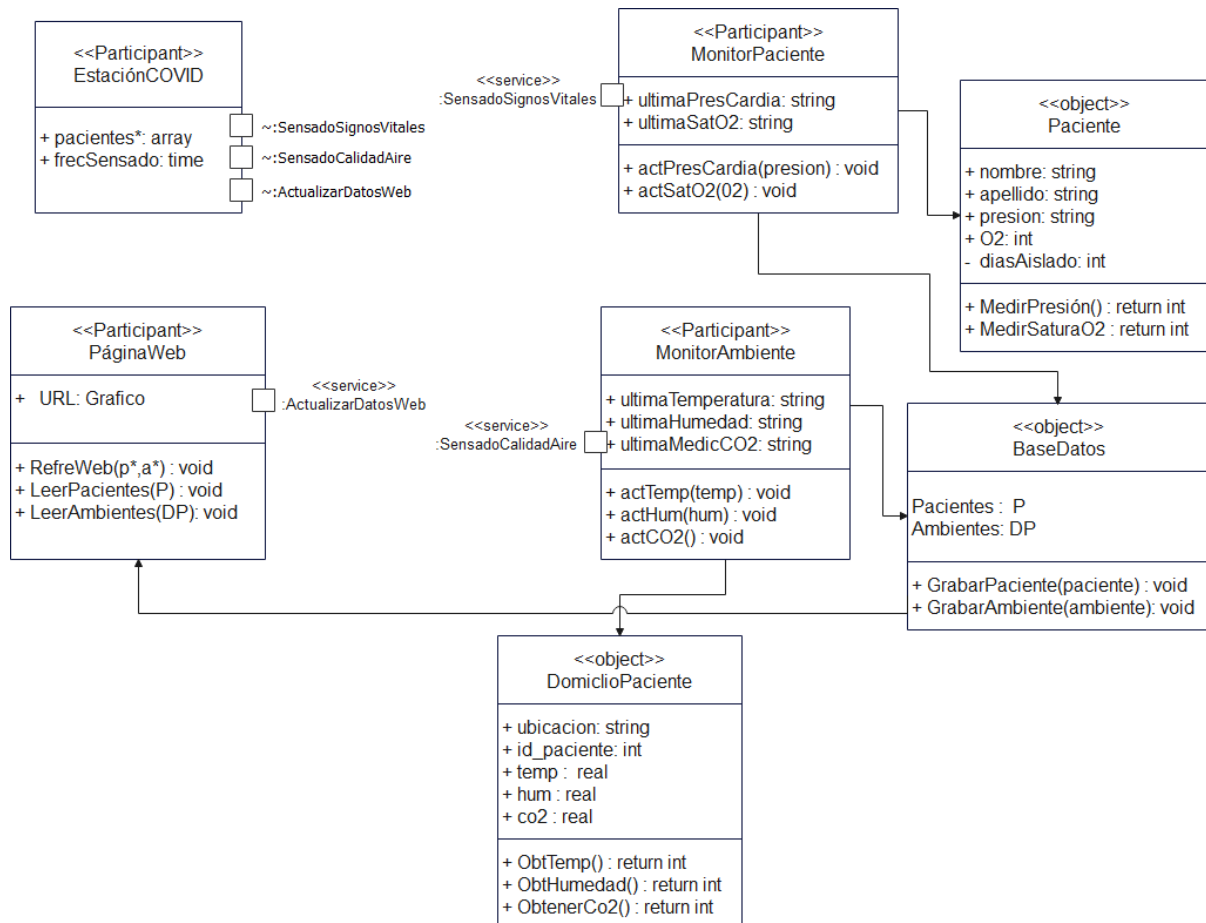 <<Participant>>
EstaciónCOVID
+ pacientes*: array
+ frecSensado: time
~:SensadoSignosVitales
~:SensadoCalidadAire
~:ActualizarDatosWeb
<<service>>
:SensadoSignosVitales
<<Participant>>
MonitorPaciente
+ ultimaPresCardia: string
+ ultimaSatO2: string
+ actPresCardia(presion) : void
+ actSatO2(02) : void
<<object>>
Paciente
+ nombre: string
+ apellido: string
+ presion: string
+ O2: int
- diasAislado: int
+ MedirPresión() : return int
+ MedirSaturaO2 : return int
<<Participant>>
PáginaWeb
+ URL: Grafico
+ RefreWeb(p*,a*) : void
+ LeerPacientes(P) : void
+ LeerAmbientes(DP): void
<<service>>
:ActualizarDatosWeb
<<service>>
:SensadoCalidadAire
<<Participant>>
MonitorAmbiente
+ ultimaTemperatura: string
+ ultimaHumedad: string
+ ultimaMedicCO2: string
+ actTemp(temp) : void
+ actHum(hum) : void
+ actCO2() : void
<<object>>
BaseDatos
Pacientes : P
Ambientes: DP
+ GrabarPaciente(paciente) : void
+ GrabarAmbiente(ambiente): void
<<object>>
DomiclioPaciente
+ ubicacion: string
+ id_paciente: int
+ temp : real
+ hum : real
+ co2 : real
+ ObtTemp() : return int
+ ObtHumedad() : return int
+ ObtenerCo2() : return int